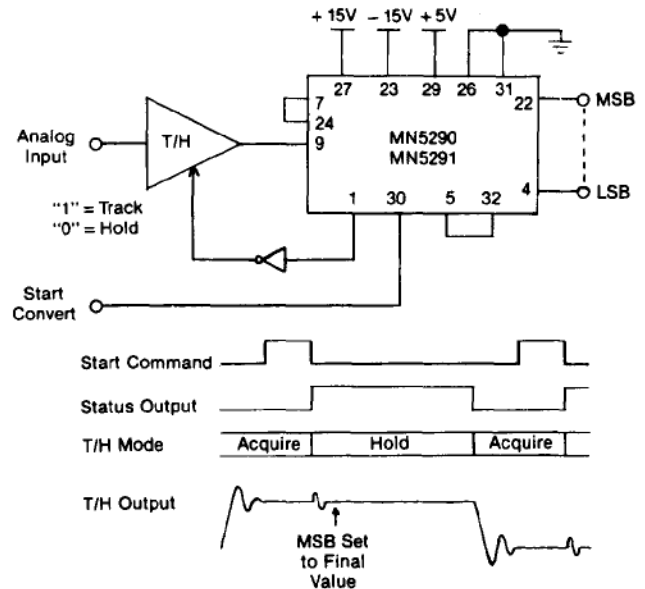 + 15V – 15V + 5V
27 23 29 26 31
22 MSB
7
24
9
MN5290
MN5291
T/H
Analog
Input
"1" = Track
"0" = Hold
4 LSB
1 30 5 32
Start
Convert
Start Command
Status Output
T/H Mode Acquire Hold Acquire
T/H Output
MSB Set
to Final
Value